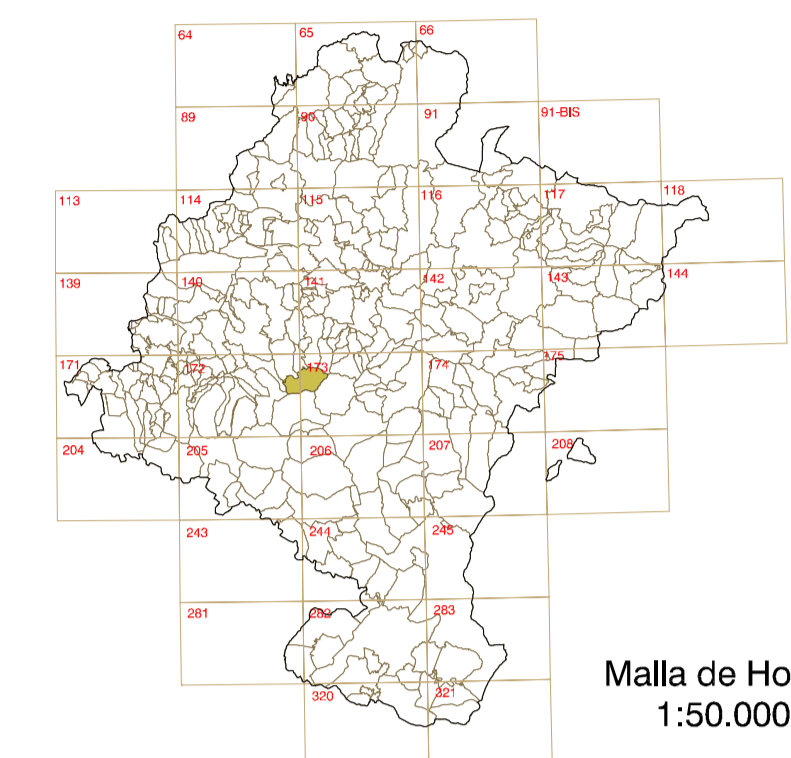 64 65 66
89 90 91 91-BIS
113 114 115 116 117 118
139 140 141 142 143 144
171 172 173 174 175
204 205 206 207 208
243 244 245
281 282 283
320 321
Malla de Ho
1:50.000